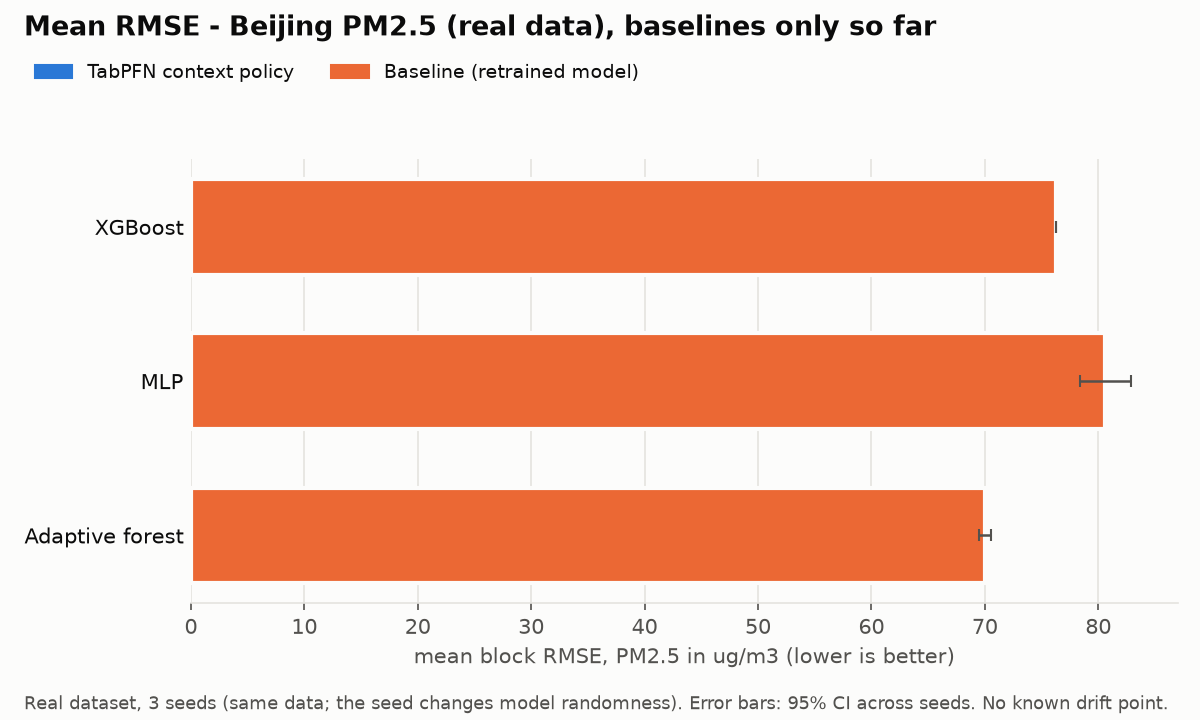 Mean RMSE - Beijing PM2.5 (real data), baselines only so far
TabPFN context policy
Baseline (retrained model)
XGBoost
MLP
Adaptive forest
0 10 20 30 40 50 60 70 80
mean block RMSE, PM2.5 in ug/m3 (lower is better)
Real dataset, 3 seeds (same data; the seed changes model randomness). Error bars: 95% CI across seeds. No known drift point.